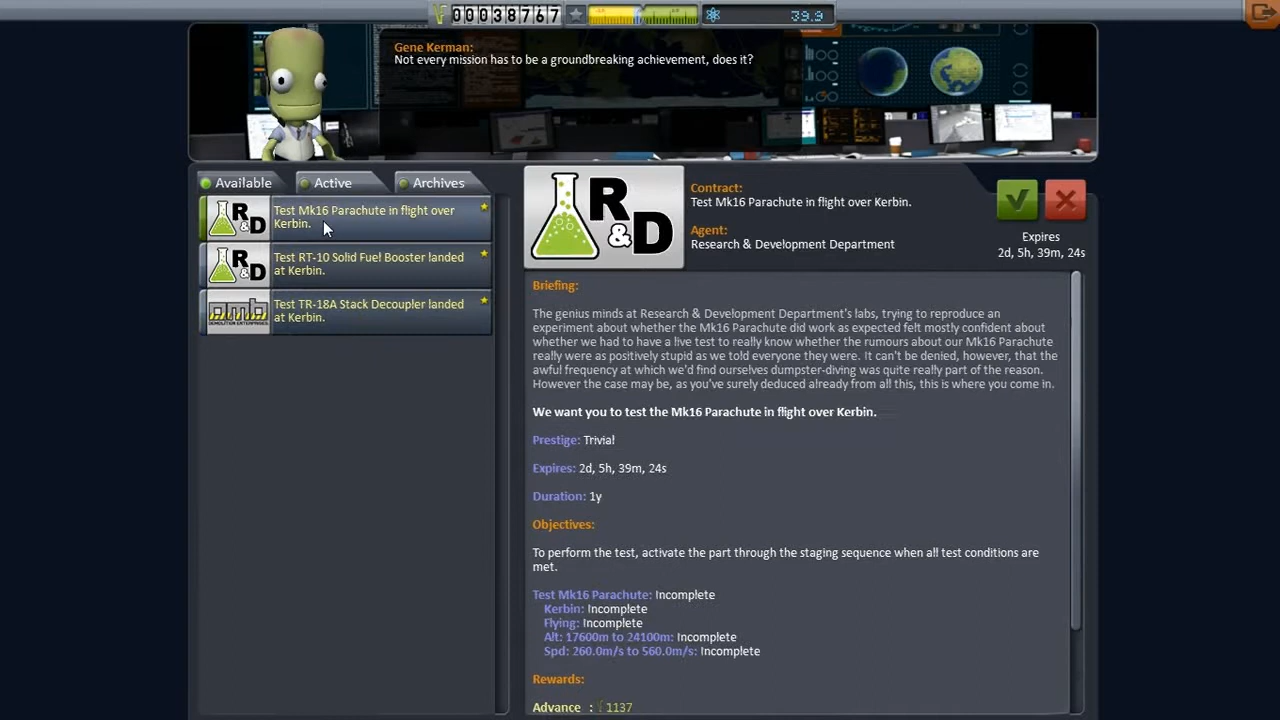 00038767
39.9
Gene Kerman:
Not every mission has to be a groundbreaking achievement, does it?
Available
Active
Archives
R&D
Test Mk16 Parachute in flight over
Kerbin.
R&D
Test RT-10 Solid Fuel Booster landed
at Kerbin.
omb
DEMOLITION ENTERPRISES
Test TR-18A Stack Decoupler landed
at Kerbin.
R
&D
Contract:
Test Mk16 Parachute in flight over Kerbin.
Agent:
Research & Development Department
Expires
2d, 5h, 39m, 24s
Briefing:
The genius minds at Research & Development Department's labs, trying to reproduce an
experiment about whether the Mk16 Parachute did work as expected felt mostly confident about
whether we had to have a live test to really know whether the rumours about our Mk16 Parachute
really were as positively stupid as we told everyone they were. It can't be denied, however, that the
awful frequency at which we'd find ourselves dumpster-diving was quite really part of the reason.
However the case may be, as you've surely deduced already from all this, this is where you come in.
We want you to test the Mk16 Parachute in flight over Kerbin.
Prestige: Trivial
Expires: 2d, 5h, 39m, 24s
Duration: 1y
Objectives:
To perform the test, activate the part through the staging sequence when all test conditions are
met.
Test Mk16 Parachute: Incomplete
Kerbin: Incomplete
Flying: Incomplete
Alt: 17600m to 24100m: Incomplete
Spd: 260.0m/s to 560.0m/s: Incomplete
Rewards:
Advance : 1137